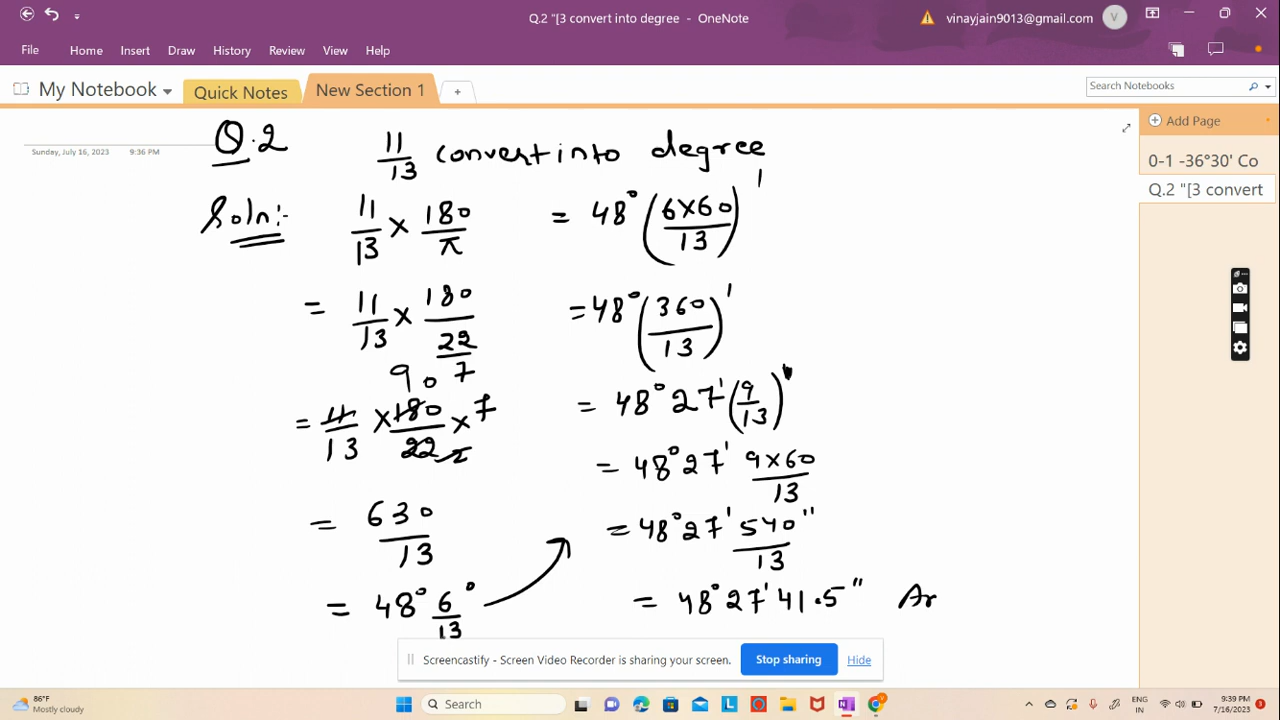 Q.2 "[3 convert into degree - OneNote
vinayjain9013@gmail.com
V
File Home Insert Draw History Review View Help
My Notebook Quick Notes New Section 1 +
Search Notebooks
Sunday, July 16, 2023 9:36 PM
Add Page
0-1 -36°30' Co
Q.2 "[3 convert
Q.2 11/13 convert into degree
Soln:-
11/13 × 180/π
= 11/13 × 180/(22/7)
= 11/13 × 180/22 × 7
90
= 630/13
= 48° 6/13°
= 48° (6×60/13)'
= 48° (360/13)'
= 48° 27' (9/13)'
= 48° 27' 9×60/13
= 48° 27' 540"/13
= 48° 27' 41.5"
Screencastify - Screen Video Recorder is sharing your screen. Stop sharing Hide
86°F
Mostly cloudy
Search
ENG
IN
9:39 PM
7/16/2023